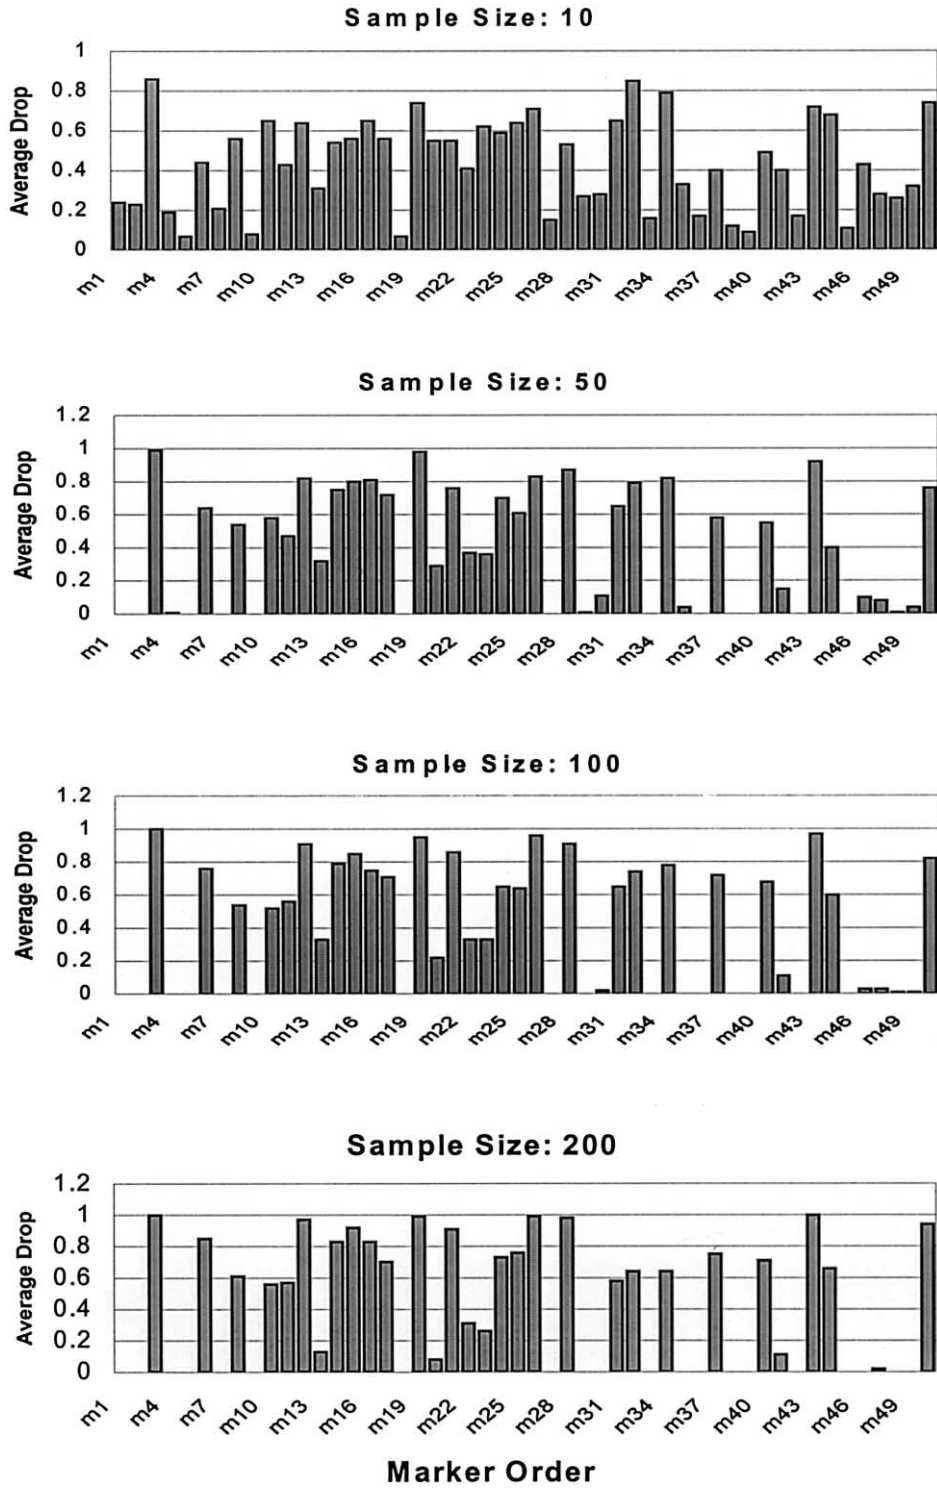 Sample Size: 10
Average Drop
1
0.8
0.6
0.4
0.2
0
m1 m4 m7 m10 m13 m16 m19 m22 m25 m28 m31 m34 m37 m40 m43 m46 m49
Sample Size: 50
Average Drop
1.2
1
0.8
0.6
0.4
0.2
0
m1 m4 m7 m10 m13 m16 m19 m22 m25 m28 m31 m34 m37 m40 m43 m46 m49
Sample Size: 100
Average Drop
1.2
1
0.8
0.6
0.4
0.2
0
m1 m4 m7 m10 m13 m16 m19 m22 m25 m28 m31 m34 m37 m40 m43 m46 m49
Sample Size: 200
Average Drop
1.2
1
0.8
0.6
0.4
0.2
0
m1 m4 m7 m10 m13 m16 m19 m22 m25 m28 m31 m34 m37 m40 m43 m46 m49
Marker Order